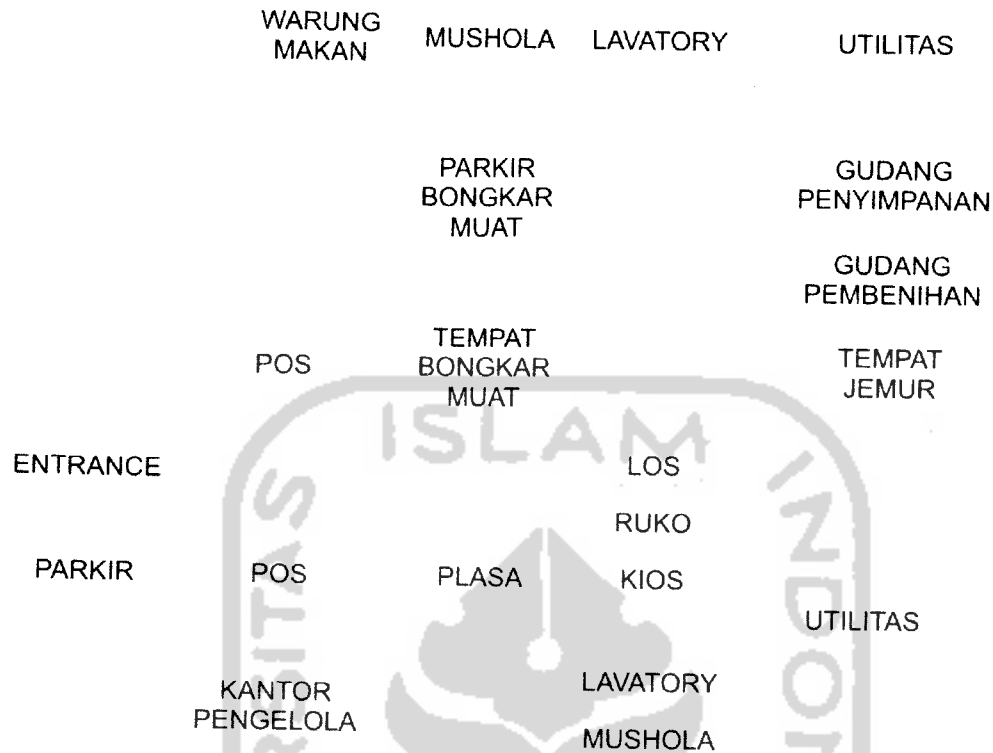 WARUNG
MAKAN
MUSHOLA
LAVATORY
UTILITAS
PARKIR
BONGKAR
MUAT
GUDANG
PENYIMPANAN
GUDANG
PEMBENIHAN
POS
TEMPAT
BONGKAR
MUAT
TEMPAT
JEMUR
ISLAM
ENTRANCE
LOS
RUKO
PARKIR
POS
PLASA
KIOS
UTILITAS
KANTOR
PENGELOLA
LAVATORY
MUSHOLA